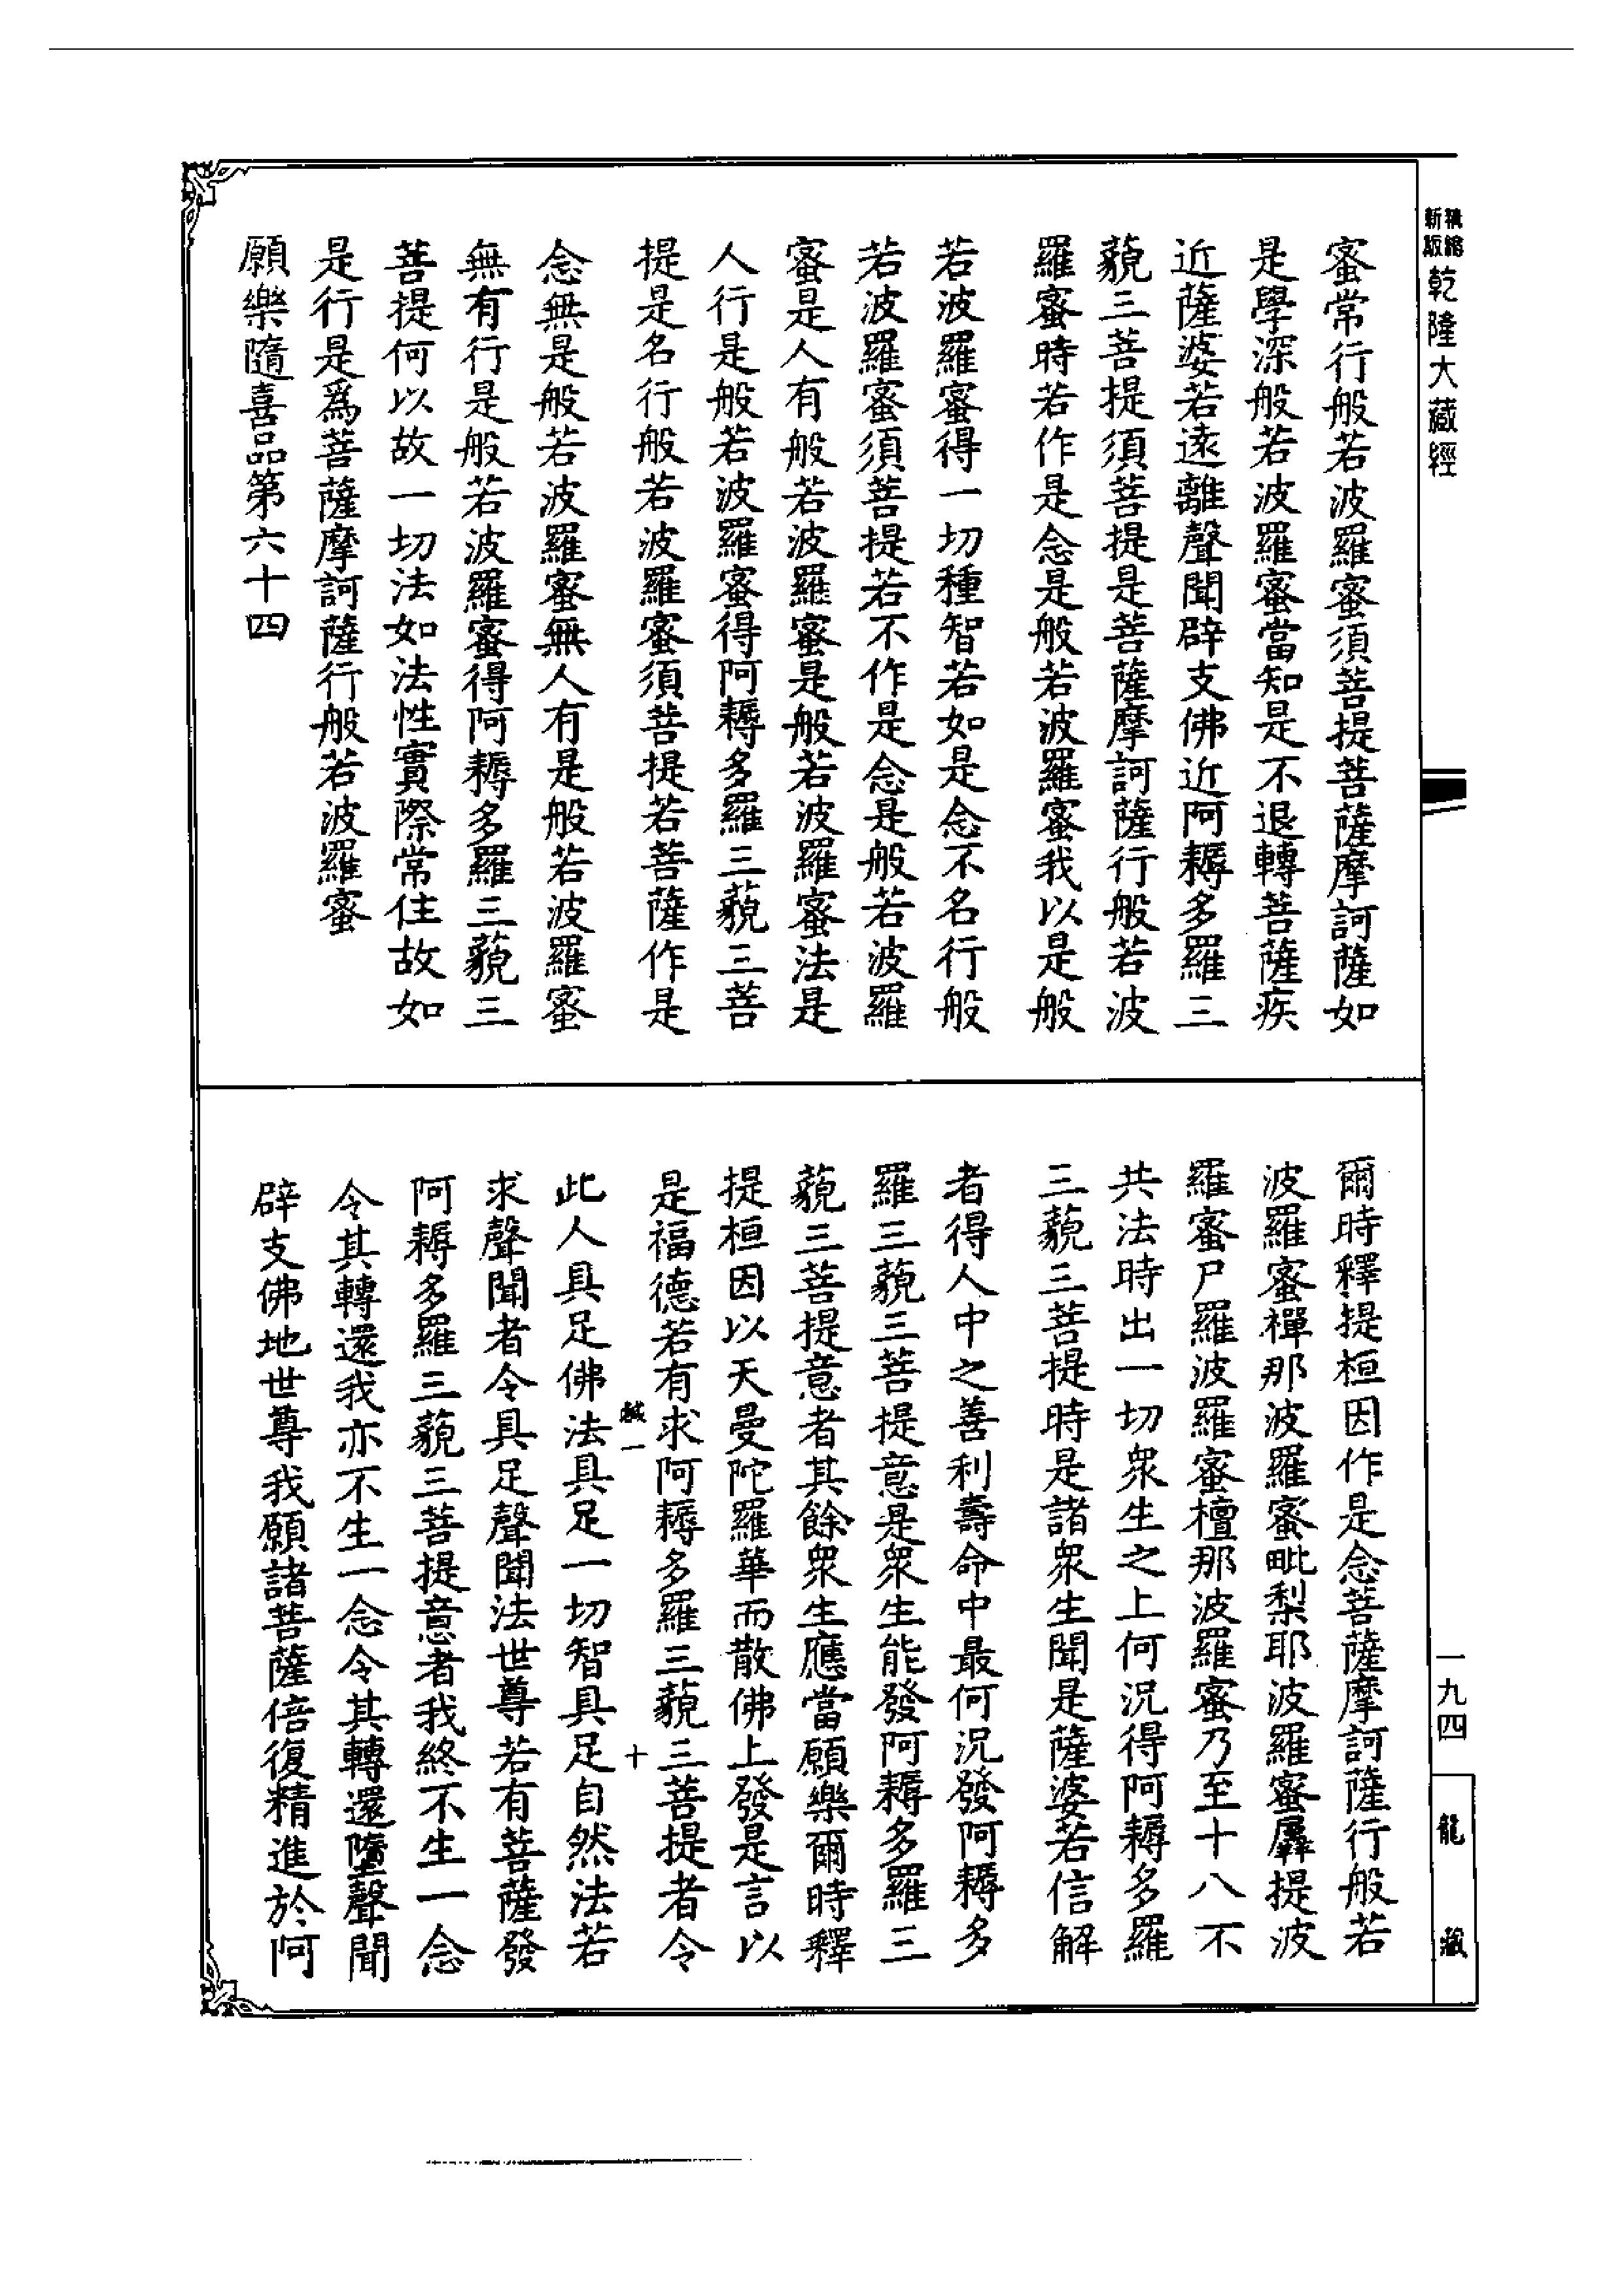 精縮新版乾隆大藏經
蜜常行般若波羅蜜須菩提菩薩摩訶薩如
是學深般若波羅蜜當知是不退轉菩薩疾
近薩婆若遠離聲聞辟支佛近阿耨多羅三
藐三菩提須菩提是菩薩摩訶薩行般若波
羅蜜時若作是念是般若波羅蜜我以是般
若波羅蜜得一切種智若如是念不名行般
若波羅蜜須菩提若不作是念是般若波羅
蜜是人有般若波羅蜜是般若波羅蜜法是
人行是般若波羅蜜得阿耨多羅三藐三菩
提是名行般若波羅蜜須菩提若菩薩作是
念無是般若波羅蜜無人有是般若波羅蜜
無有行是般若波羅蜜得阿耨多羅三藐三
菩提何以故一切法如法性實際常住故如
是行是為菩薩摩訶薩行般若波羅蜜
願樂隨喜品第六十四
爾時釋提桓因作是念菩薩摩訶薩行般若
波羅蜜禪那波羅蜜毗梨耶波羅蜜羼提波
羅蜜尸羅波羅蜜檀那波羅蜜乃至十八不
共法時出一切眾生之上何況得阿耨多羅
三藐三菩提時是諸眾生聞是薩婆若信解
者得人中之善利壽命中最何況發阿耨多
羅三藐三菩提意是眾生能發阿耨多羅三
藐三菩提意者其餘眾生應當願樂爾時釋
提桓因以天曼陀羅華而散佛上發是言以
是福德若有求阿耨多羅三藐三菩提者令
一 十
此人具足佛法具足一切智具足自然法若
求聲聞者令具足聲聞法世尊若有菩薩發
阿耨多羅三藐三菩提意者我終不生一念
令其轉還我亦不生一念令其轉還墮聲聞
辟支佛地世尊我願諸菩薩倍復精進於阿
一九四
龍藏